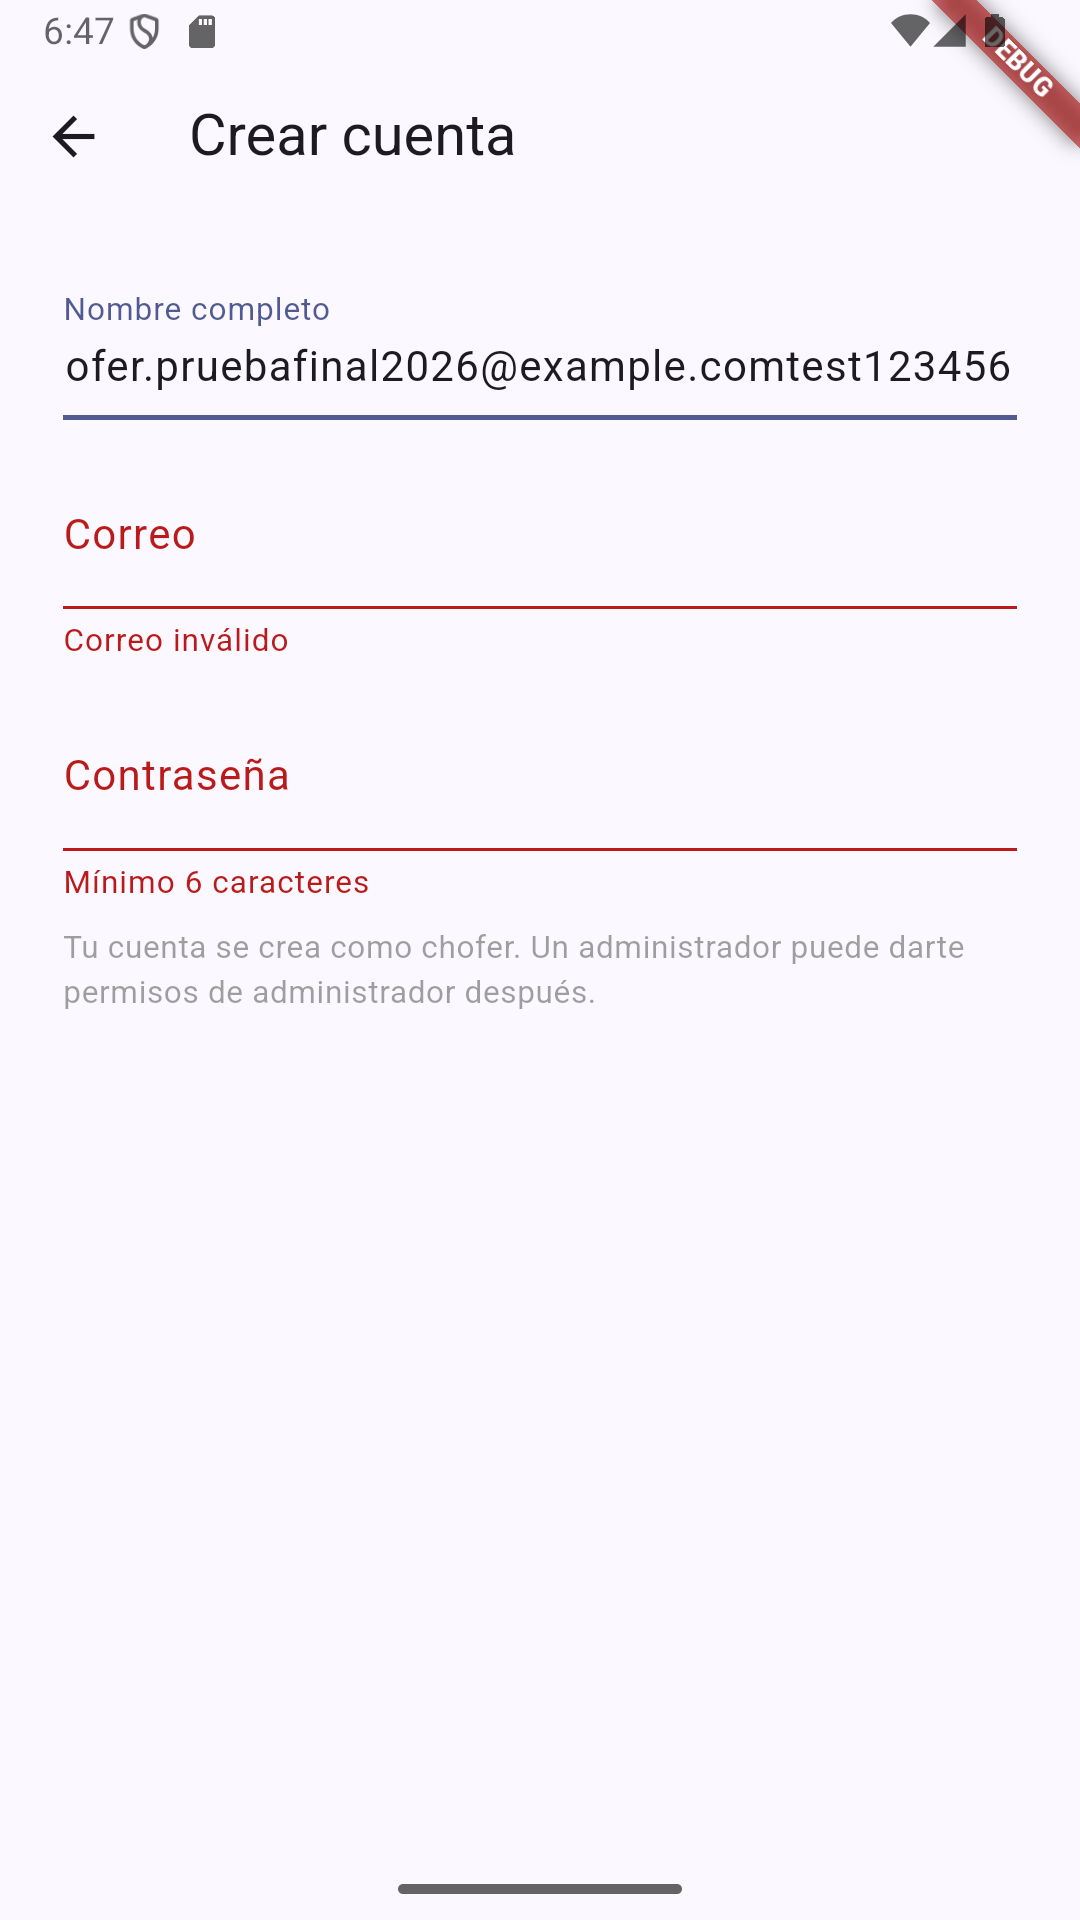 6:47
DEBUG
Crear cuenta
Nombre completo
ofer.pruebafinal2026@example.comtest123456
Correo
Correo inválido
Contraseña
Mínimo 6 caracteres
Tu cuenta se crea como chofer. Un administrador puede darte
permisos de administrador después.